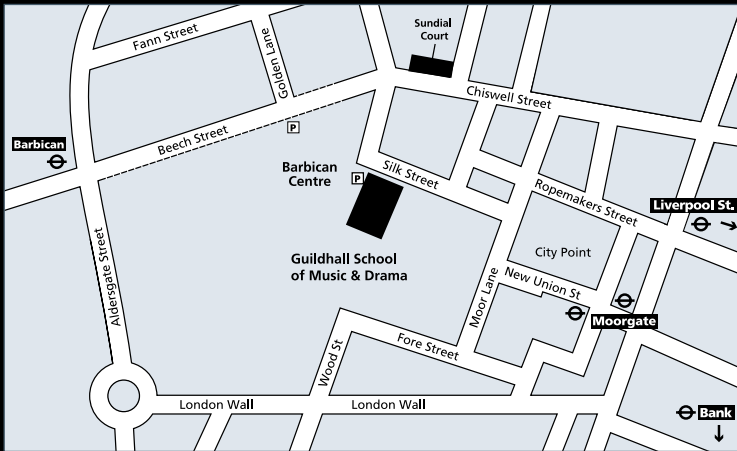 Sundial
Court
Fann Street
Golden Lane
Chiswell Street
Beech Street
P
Barbican
Barbican
Centre
P
Silk Street
Ropemakers Street
Liverpool St.
Guildhall School
of Music & Drama
City Point
New Union St
Aldersgate Street
Moor Lane
Moorgate
Fore Street
Wood St
London Wall
London Wall
Bank